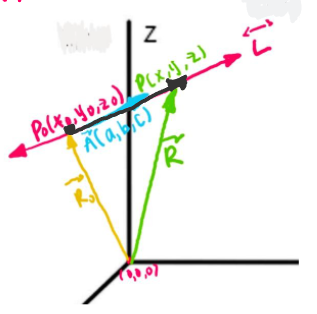 Z
L
P(x,y,z)
P₀(x₀,y₀,z₀)
A(a,b,c)
R
R₀
(0,0,0)